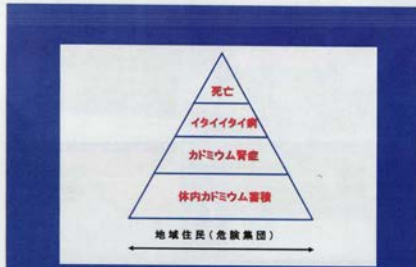 死亡
イタイイタイ病
カドミウム腎症
体内カドミウム蓄積
地域住民(危険集団)